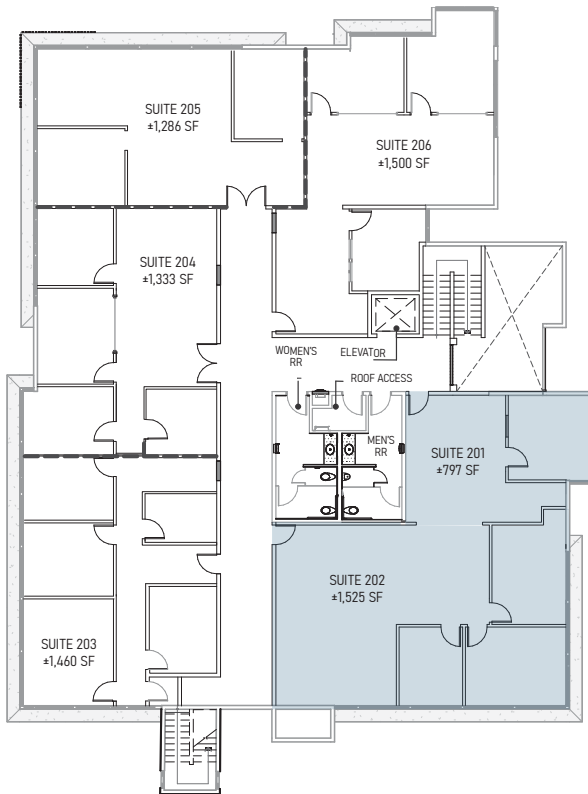 SUITE 205
±1,286 SF
SUITE 206
±1,500 SF
SUITE 204
±1,333 SF
WOMEN'S
RR
ELEVATOR
ROOF ACCESS
MEN'S
RR
SUITE 201
±797 SF
SUITE 202
±1,525 SF
SUITE 203
±1,460 SF